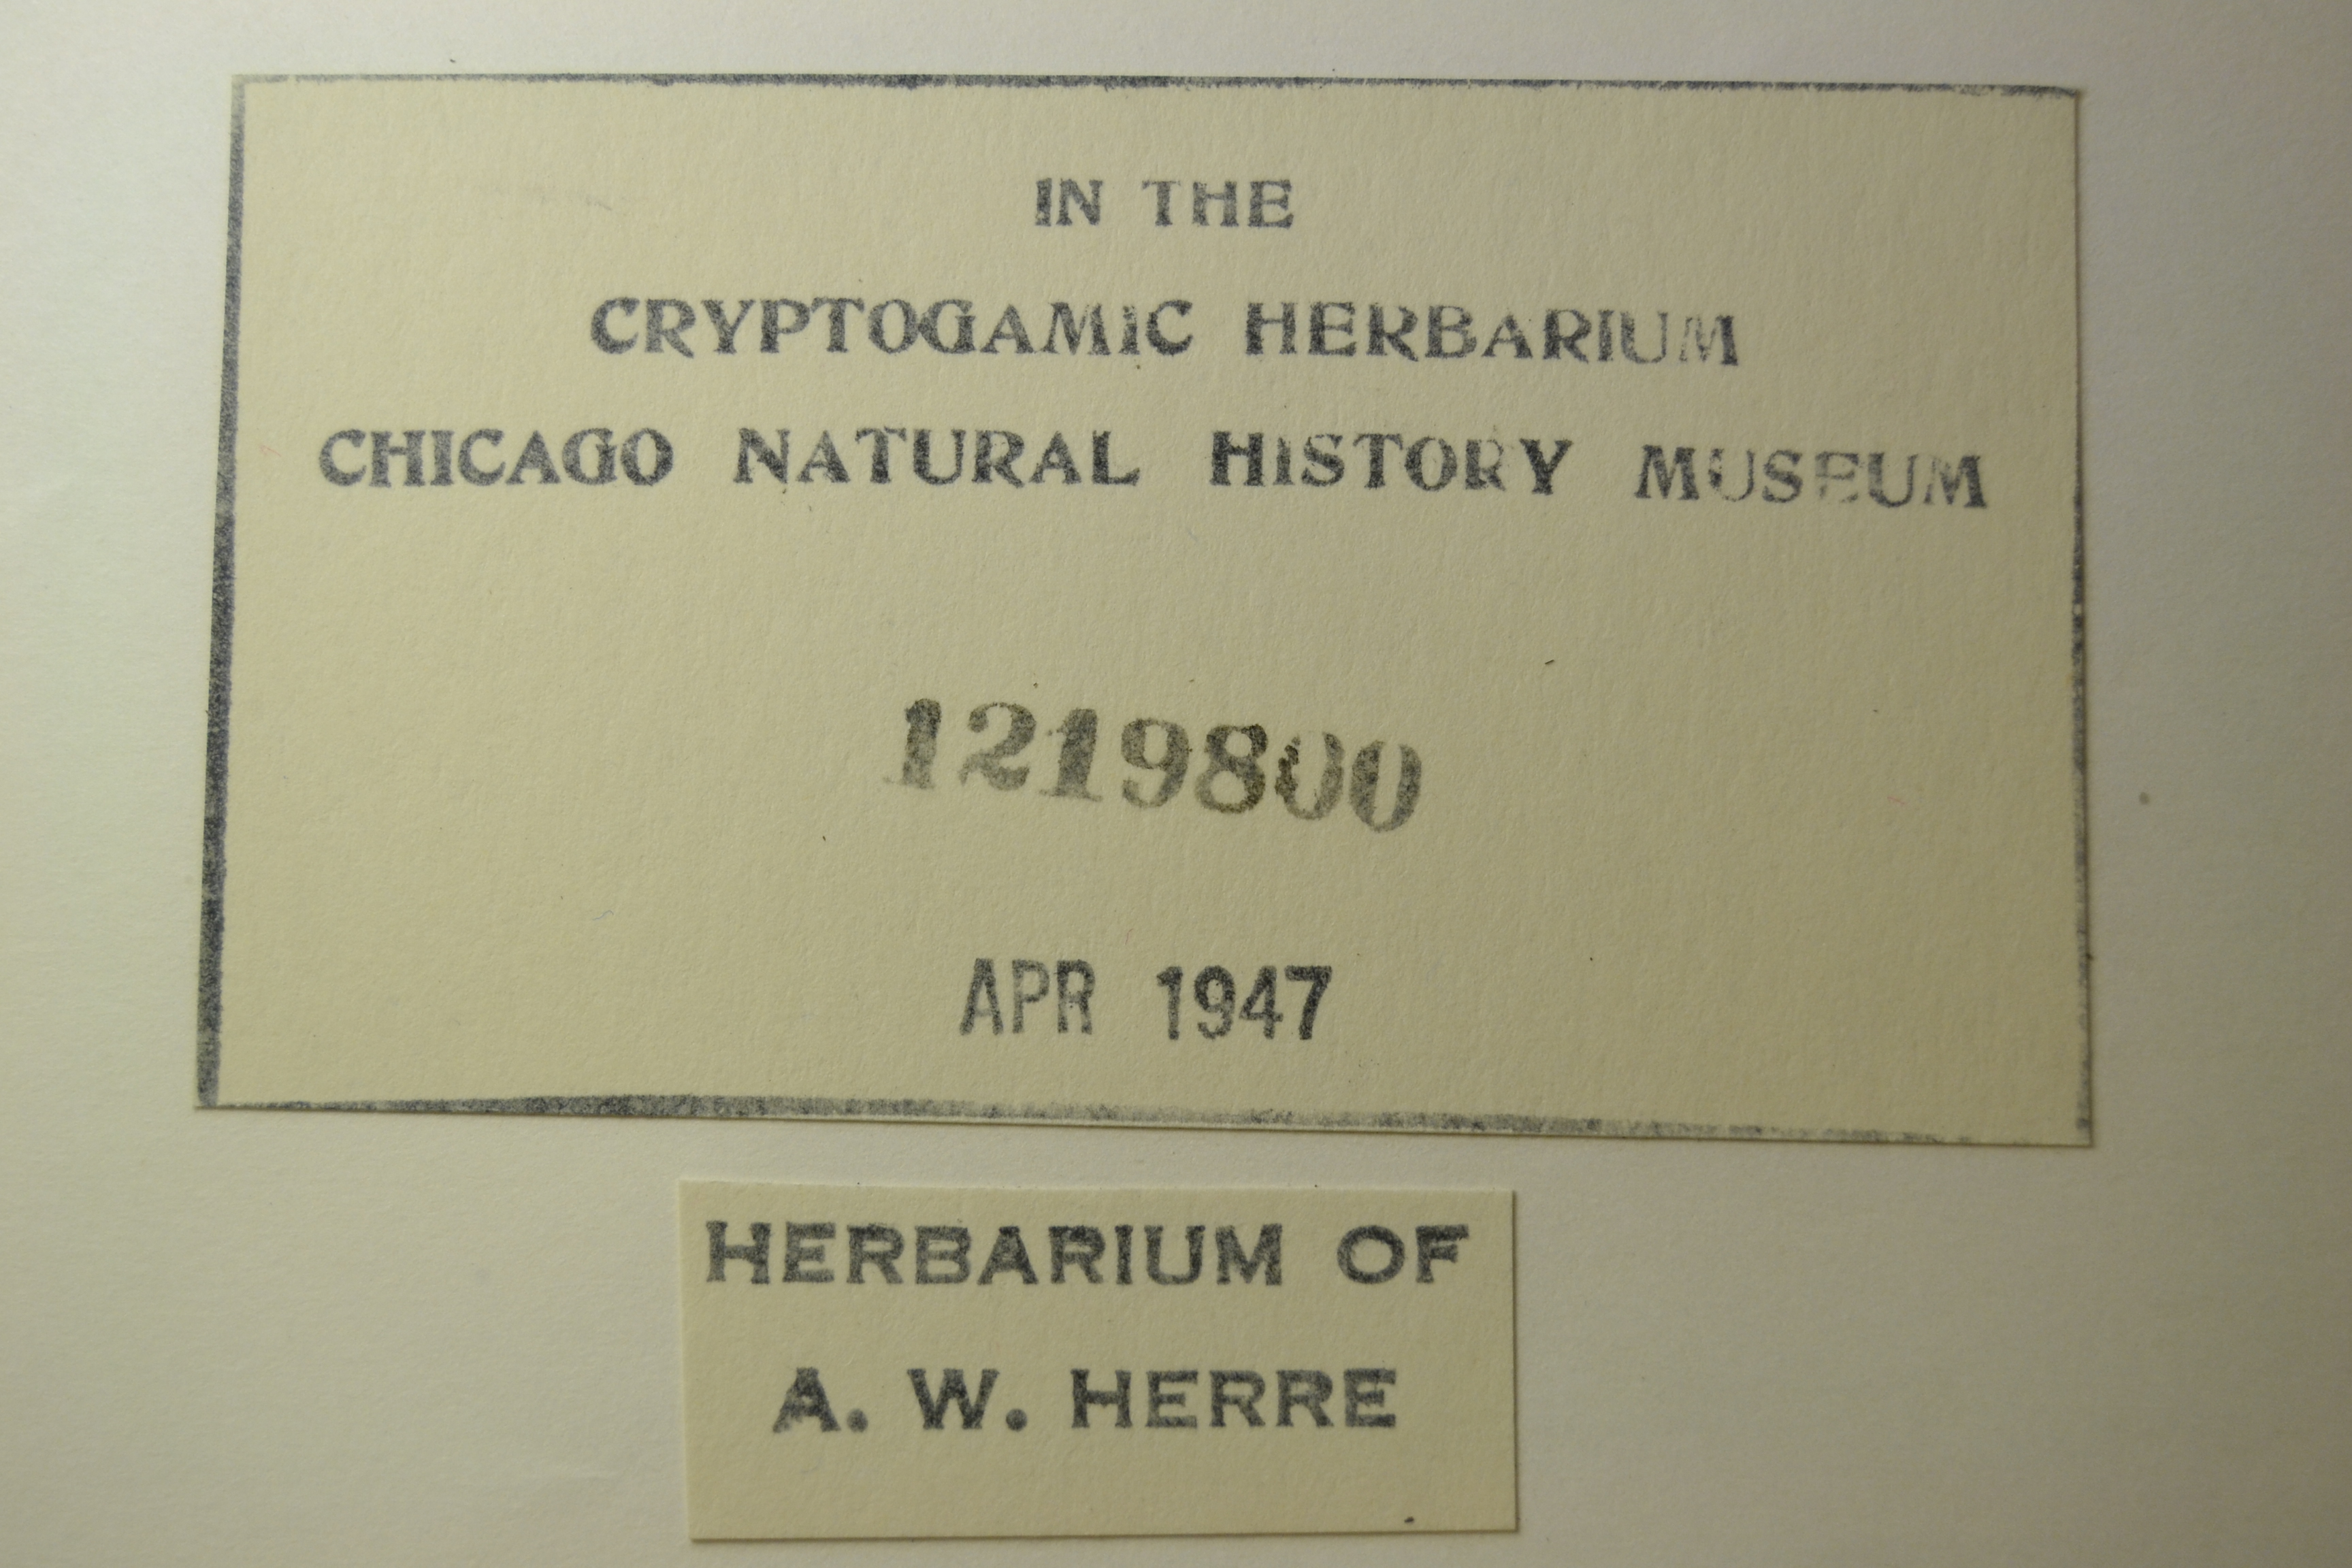 IN THE
CRYPTOGAMIC HERBARIUM
CHICAGO NATURAL HISTORY MUSEUM
1219800
APR 1947
HERBARIUM OF
A. W. HERRE